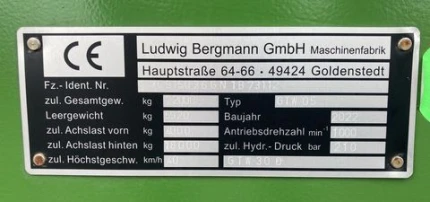 CE
Ludwig Bergmann GmbH Maschinenfabrik
Hauptstraße 64-66 • 49424 Goldenstedt
Fz.- Ident. Nr.
zul. Gesamtgew. kg Typ
Leergewicht kg Baujahr 2022
zul. Achslast vorn kg Antriebsdrehzahl min⁻¹ 1000
zul. Achslast hinten kg zul. Hydr.- Druck bar 210
zul. Höchstgeschw. km/h